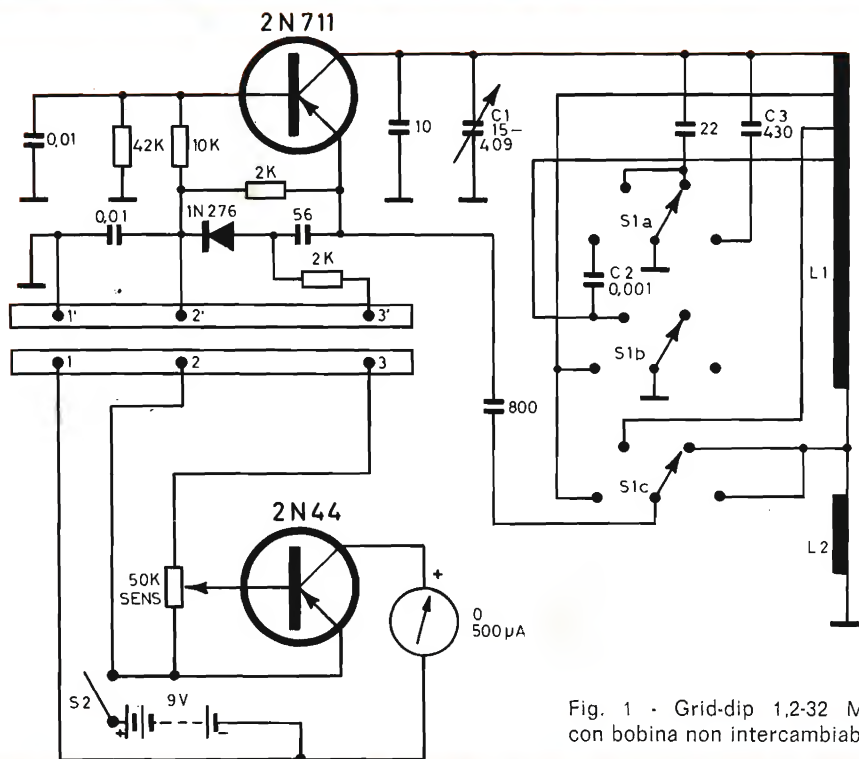 2N711
0,01
42K
10K
10
C1
15–
409
22
C3
430
2K
1N276
56
0,01
S1a
2K
C2
0,001
L1
1'
2'
3'
1
2
3
S1b
800
S1c
2N44
L2
50K
SENS
+
0
500µA
S2
9V
+
-
Fig. 1 - Grid-dip 1,2-32 M
con bobina non intercambiab